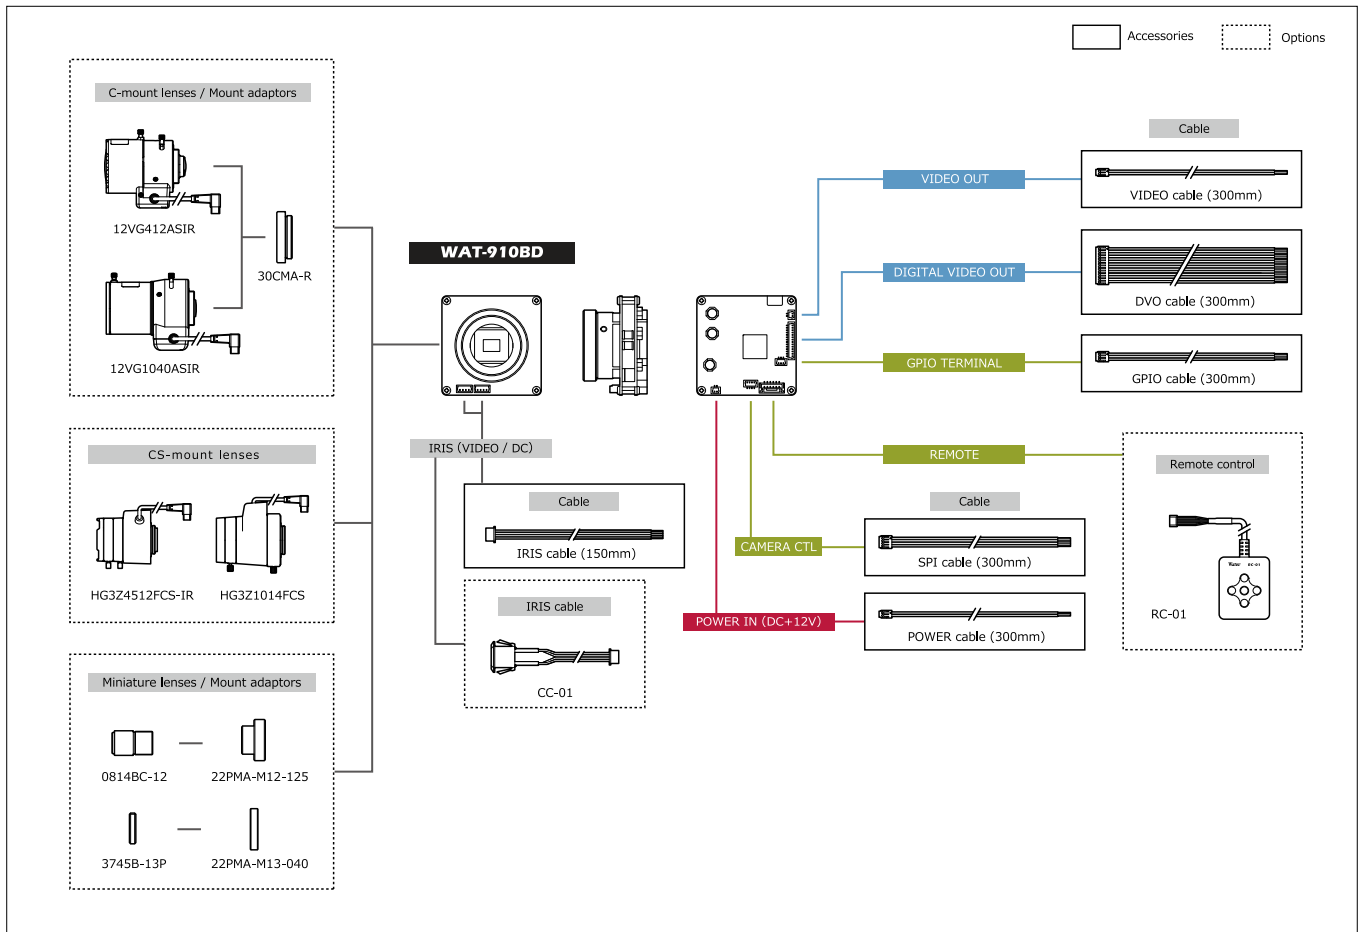 Accessories
Options
C-mount lenses / Mount adaptors
12VG412ASIR
30CMA-R
12VG1040ASIR
CS-mount lenses
HG3Z4512FCS-IR
HG3Z1014FCS
Miniature lenses / Mount adaptors
0814BC-12
22PMA-M12-125
3745B-13P
22PMA-M13-040
WAT-910BD
IRIS (VIDEO / DC)
Cable
IRIS cable (150mm)
IRIS cable
CC-01
Cable
VIDEO OUT
VIDEO cable (300mm)
DIGITAL VIDEO OUT
DVO cable (300mm)
GPIO TERMINAL
GPIO cable (300mm)
REMOTE
Remote control
Watec RC-01
RC-01
Cable
CAMERA CTL
SPI cable (300mm)
POWER IN (DC+12V)
POWER cable (300mm)